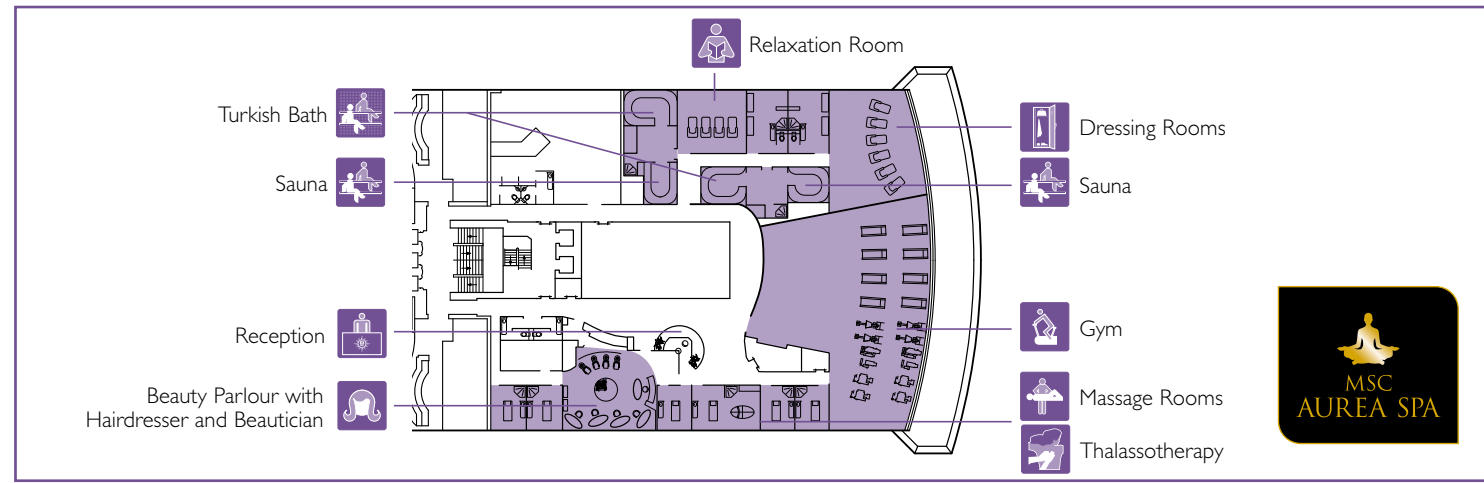 Relaxation Room
Turkish Bath
Dressing Rooms
Sauna
Sauna
Reception
Gym
Beauty Parlour with
Hairdresser and Beautician
Massage Rooms
Thalassotherapy
MSC
AUREA SPA